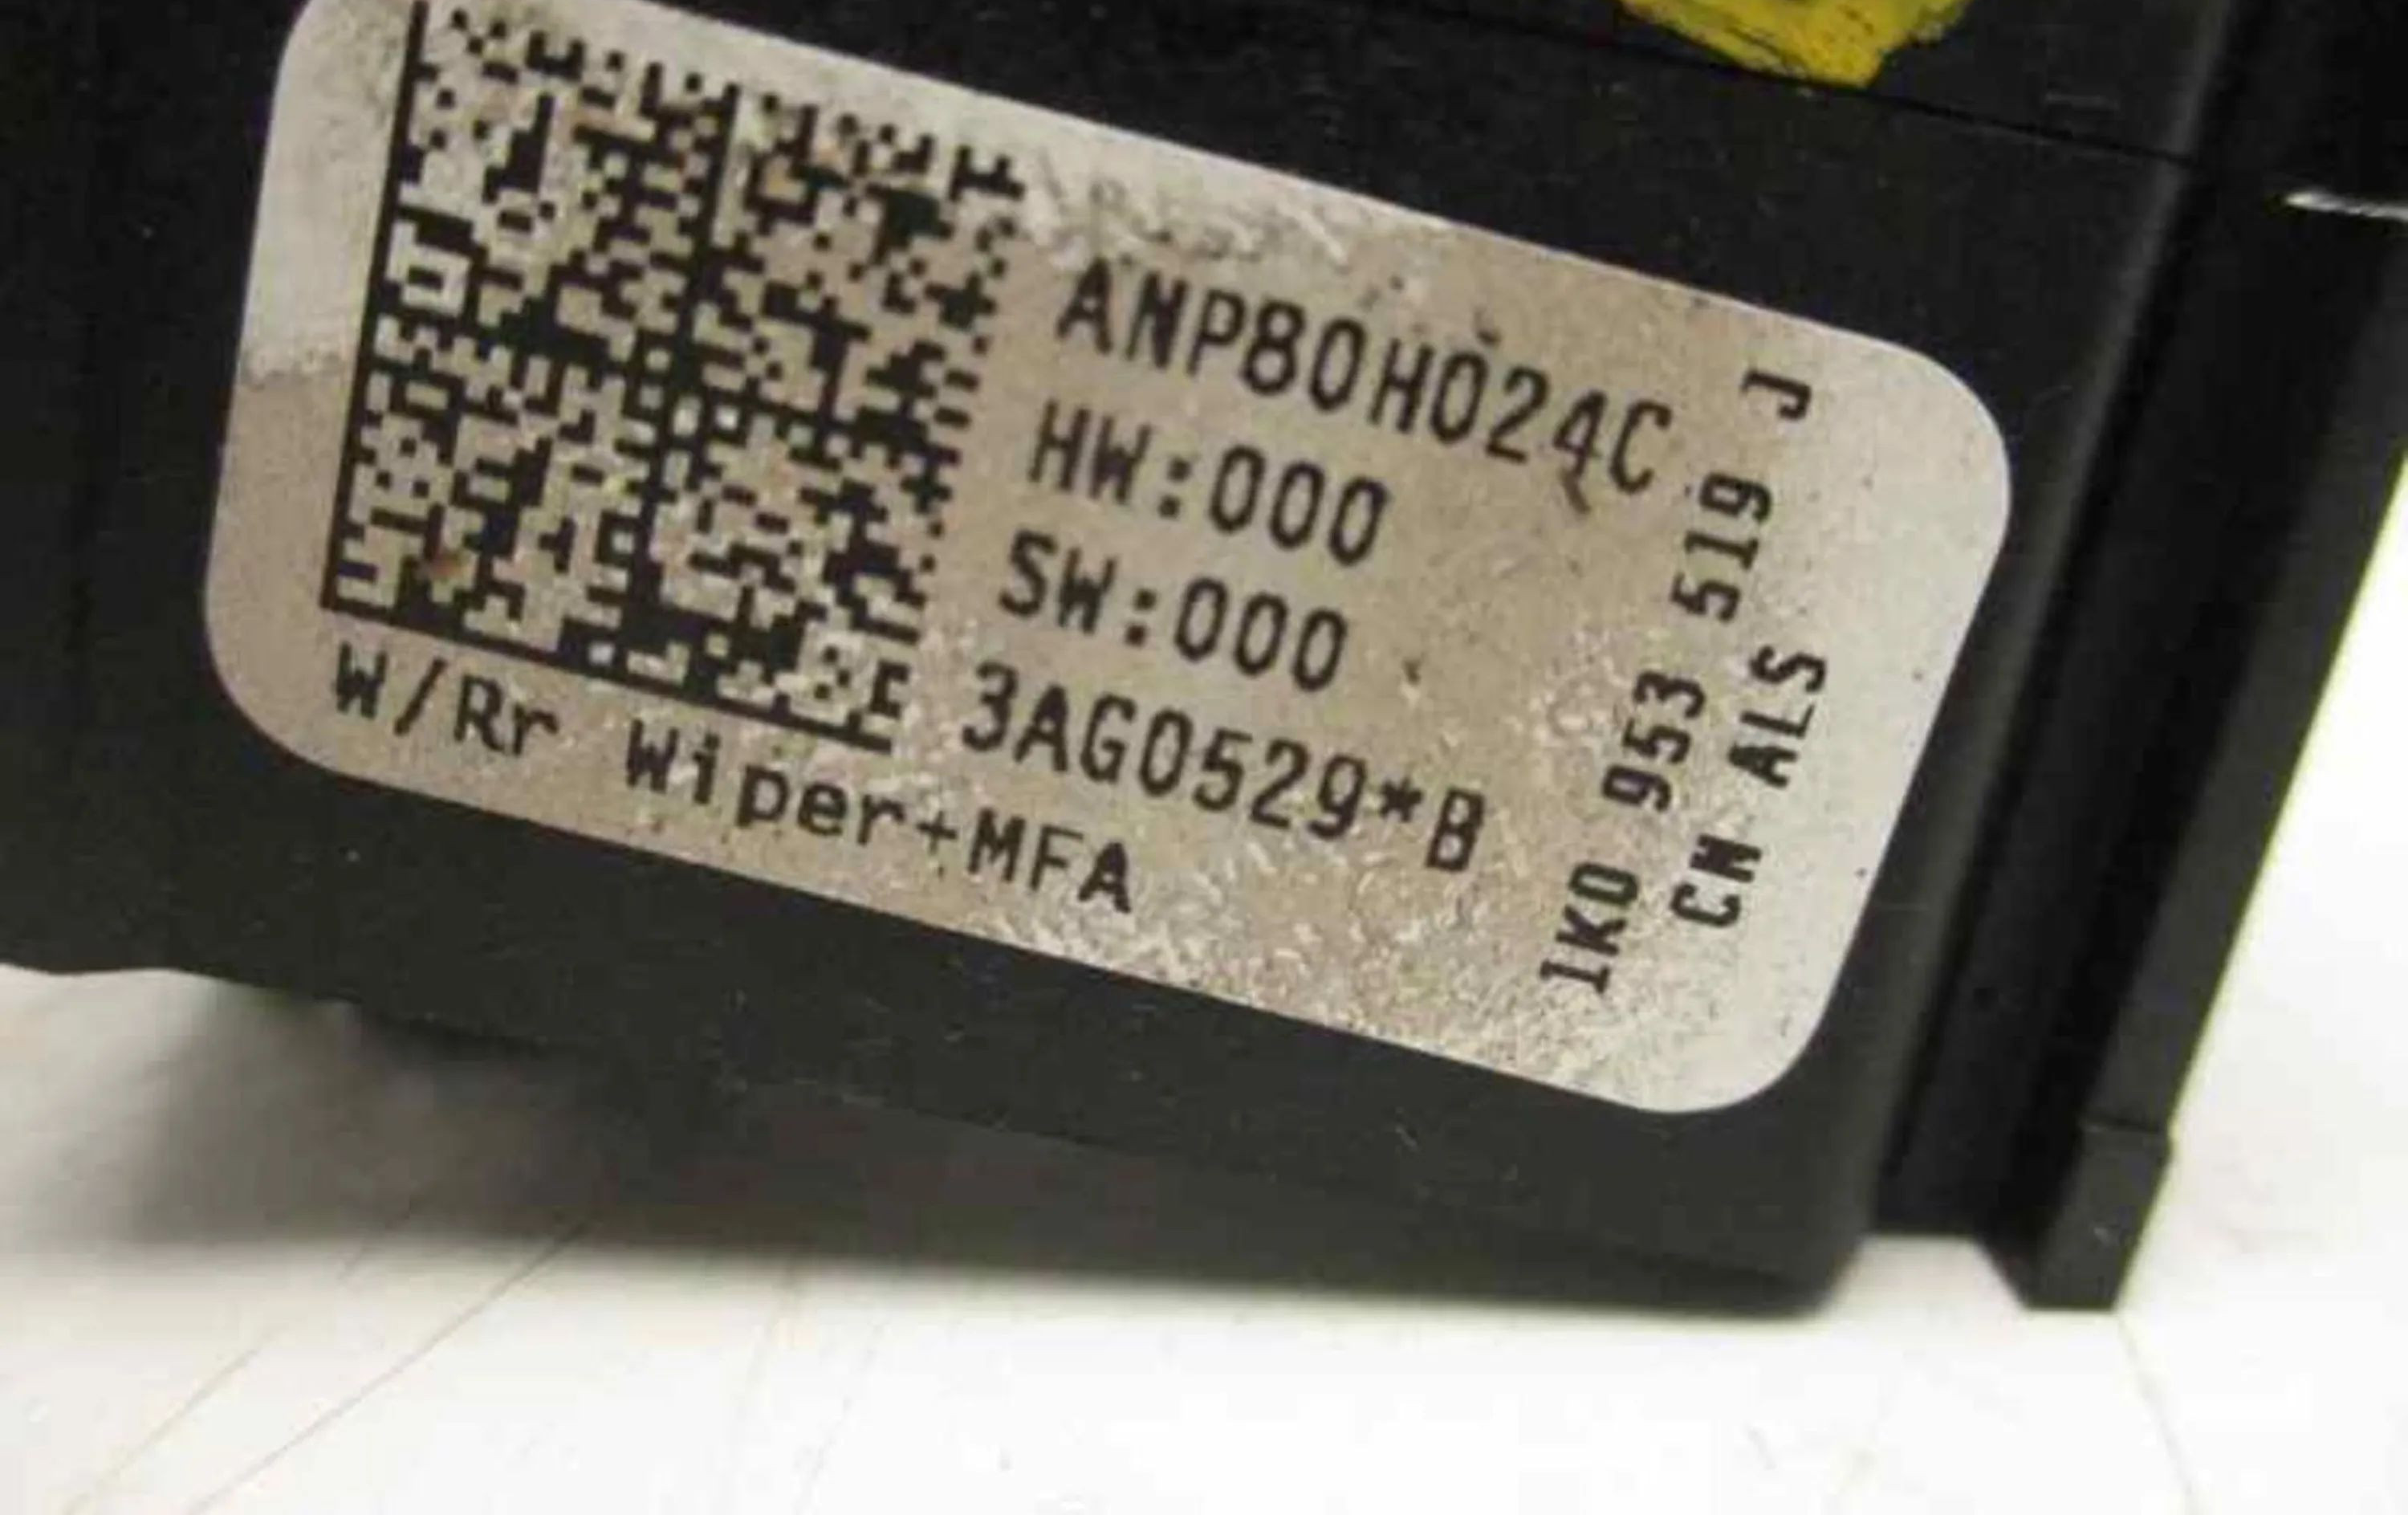 ANP80H024C
HW:000
SW:000
3AG0529*B
W/Rr Wiper+MFA
1K0 953 519 J
CN ALS